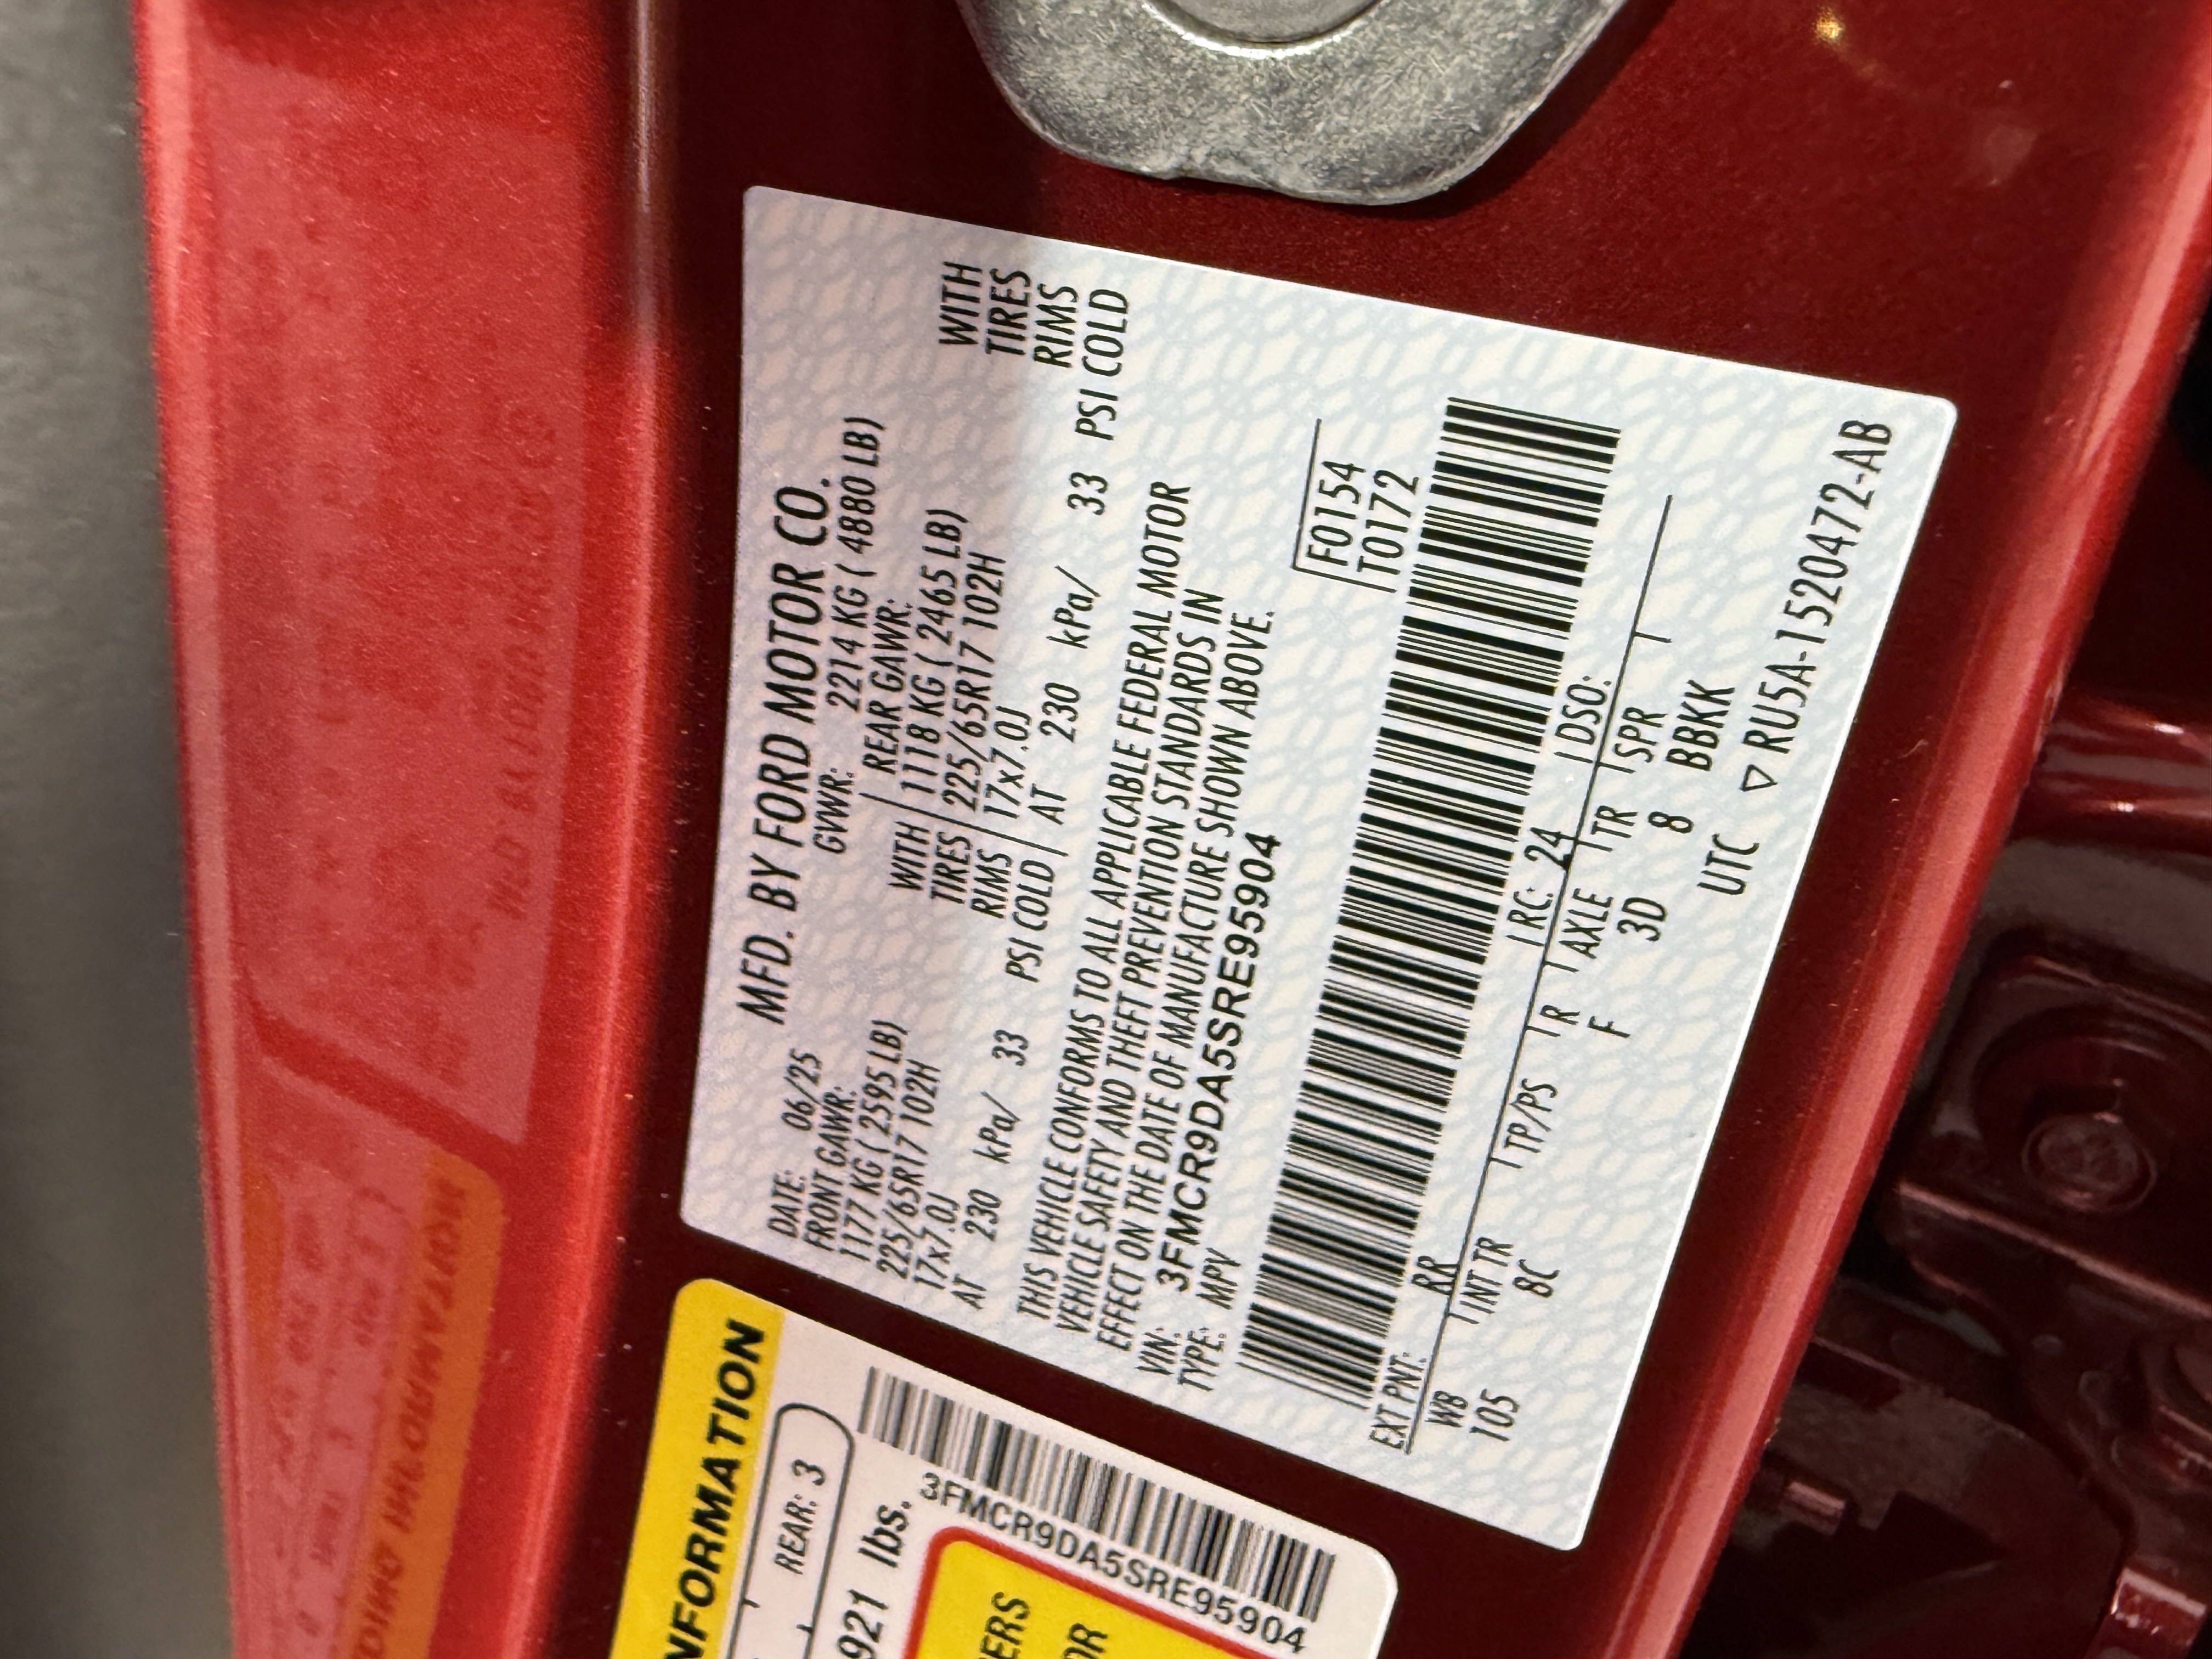 MFD. BY FORD MOTOR CO.
DATE: 06/25 GVWR: 2214 KG ( 4880 LB)
FRONT GAWR: REAR GAWR:
1177 KG ( 2595 LB) WITH 1118 KG ( 2465 LB) WITH
225/65R17 102H TIRES 225/65R17 102H TIRES
17x7.0J RIMS 17x7.0J RIMS
AT 230 kPa/ 33 PSI COLD AT 230 kPa/ 33 PSI COLD
THIS VEHICLE CONFORMS TO ALL APPLICABLE FEDERAL MOTOR
VEHICLE SAFETY AND THEFT PREVENTION STANDARDS IN
EFFECT ON THE DATE OF MANUFACTURE SHOWN ABOVE.
VIN: 3FMCR9DA5SRE95904
TYPE: MPV
F0154
T0172
EXT PNT: RR RC: 24 DSO:
WB INT TR TP/PS R AXLE TR SPR
105 8C F 3D 8 BBKK
UTC ▽ RU5A-1520472-AB
NFORMATION
REAR: 3
921 lbs.
3FMCR9DA5SRE95904
ERS
OR